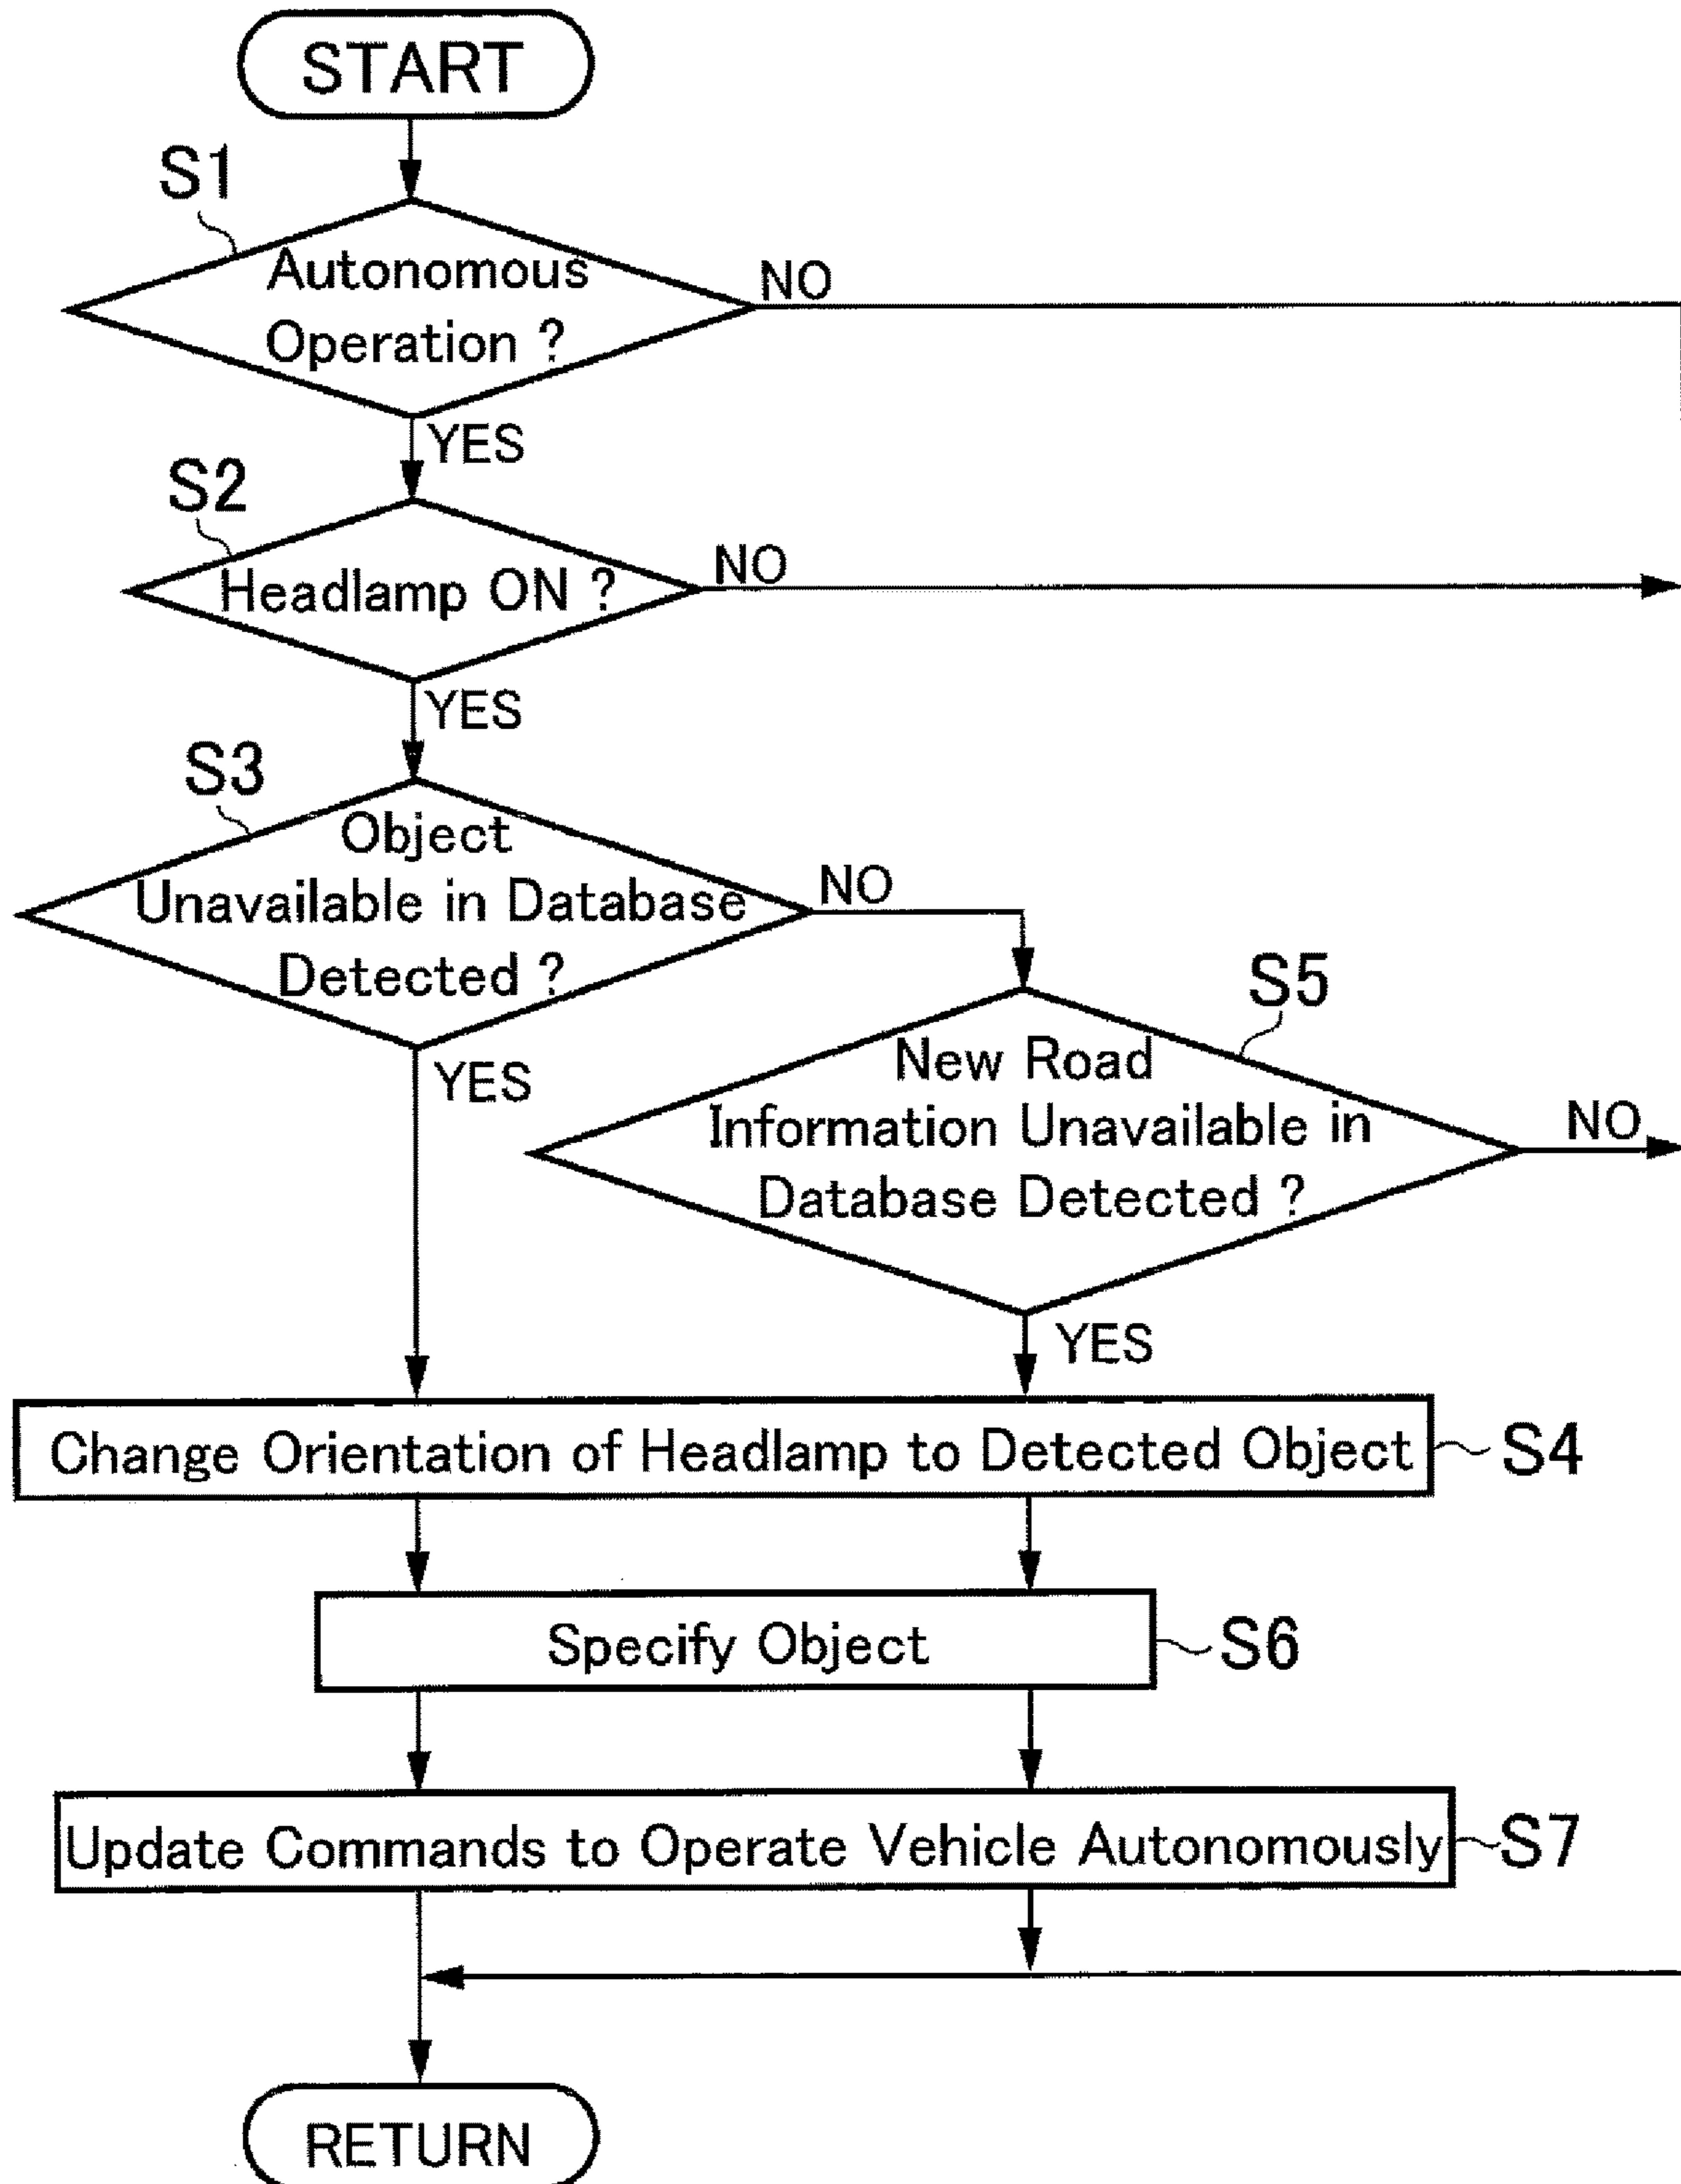 START
S1
Autonomous
Operation ?
NO
YES
S2
Headlamp ON ?
NO
YES
S3
Object
Unavailable in Database
Detected ?
NO
YES
S5
New Road
Information Unavailable in
Database Detected ?
NO
YES
Change Orientation of Headlamp to Detected Object
S4
Specify Object
S6
Update Commands to Operate Vehicle Autonomously
S7
RETURN